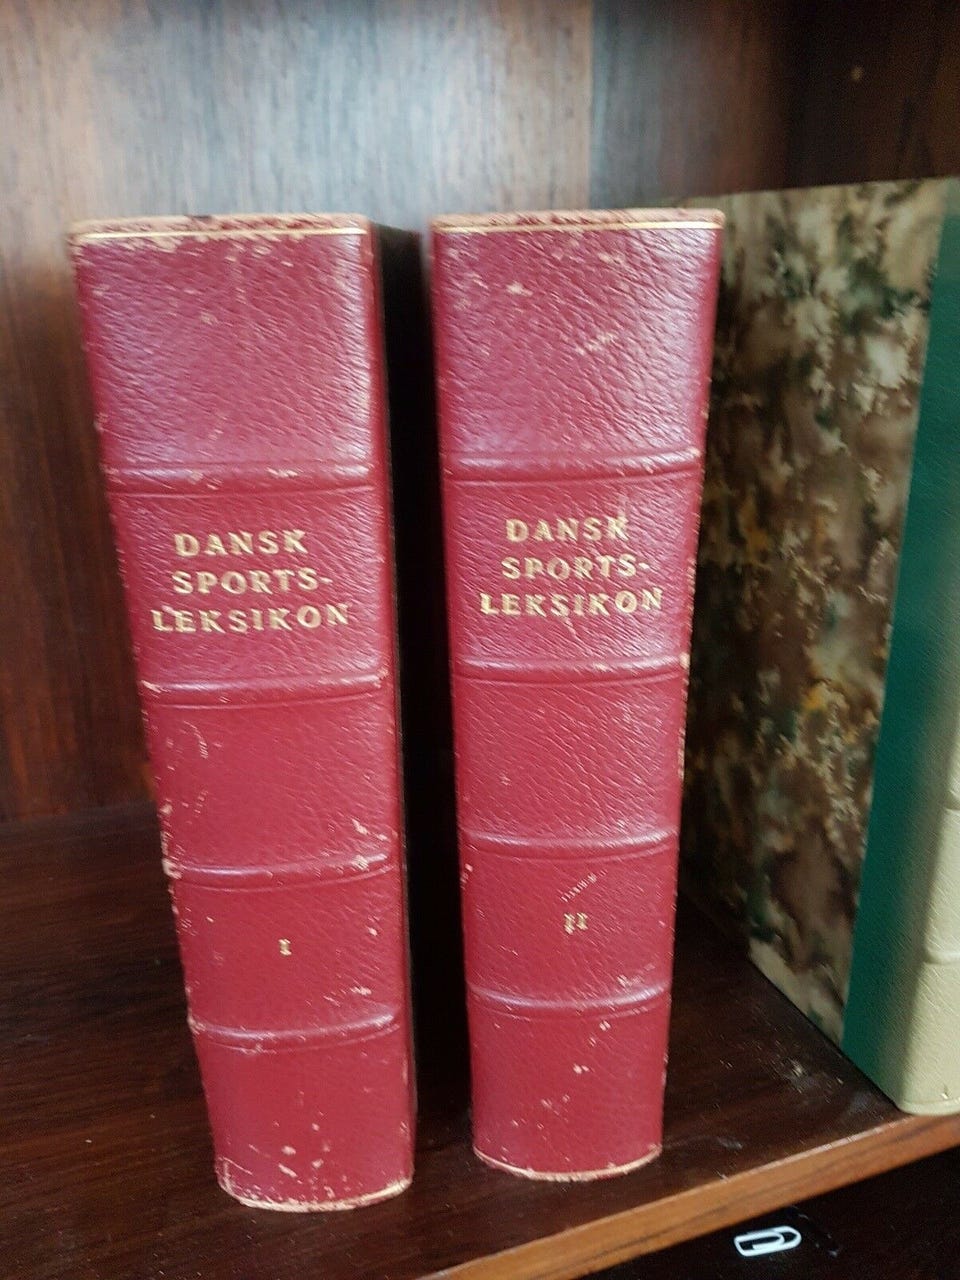 DANSK
SPORTS-
LEKSIKON
I
DANSK
SPORTS-
LEKSIKON
II